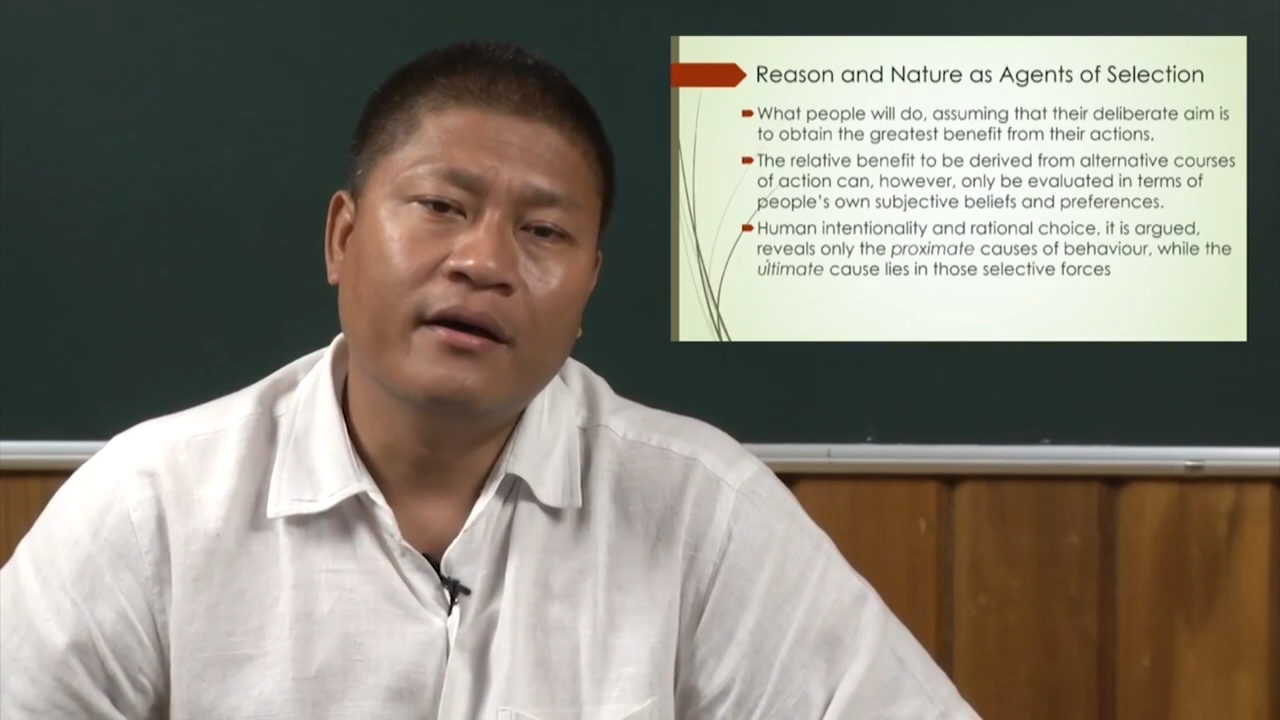 Reason and Nature as Agents of Selection
What people will do, assuming that their deliberate aim is
to obtain the greatest benefit from their actions.
The relative benefit to be derived from alternative courses
of action can, however, only be evaluated in terms of
people's own subjective beliefs and preferences.
Human intentionality and rational choice, it is argued,
reveals only the proximate causes of behaviour, while the
ultimate cause lies in those selective forces